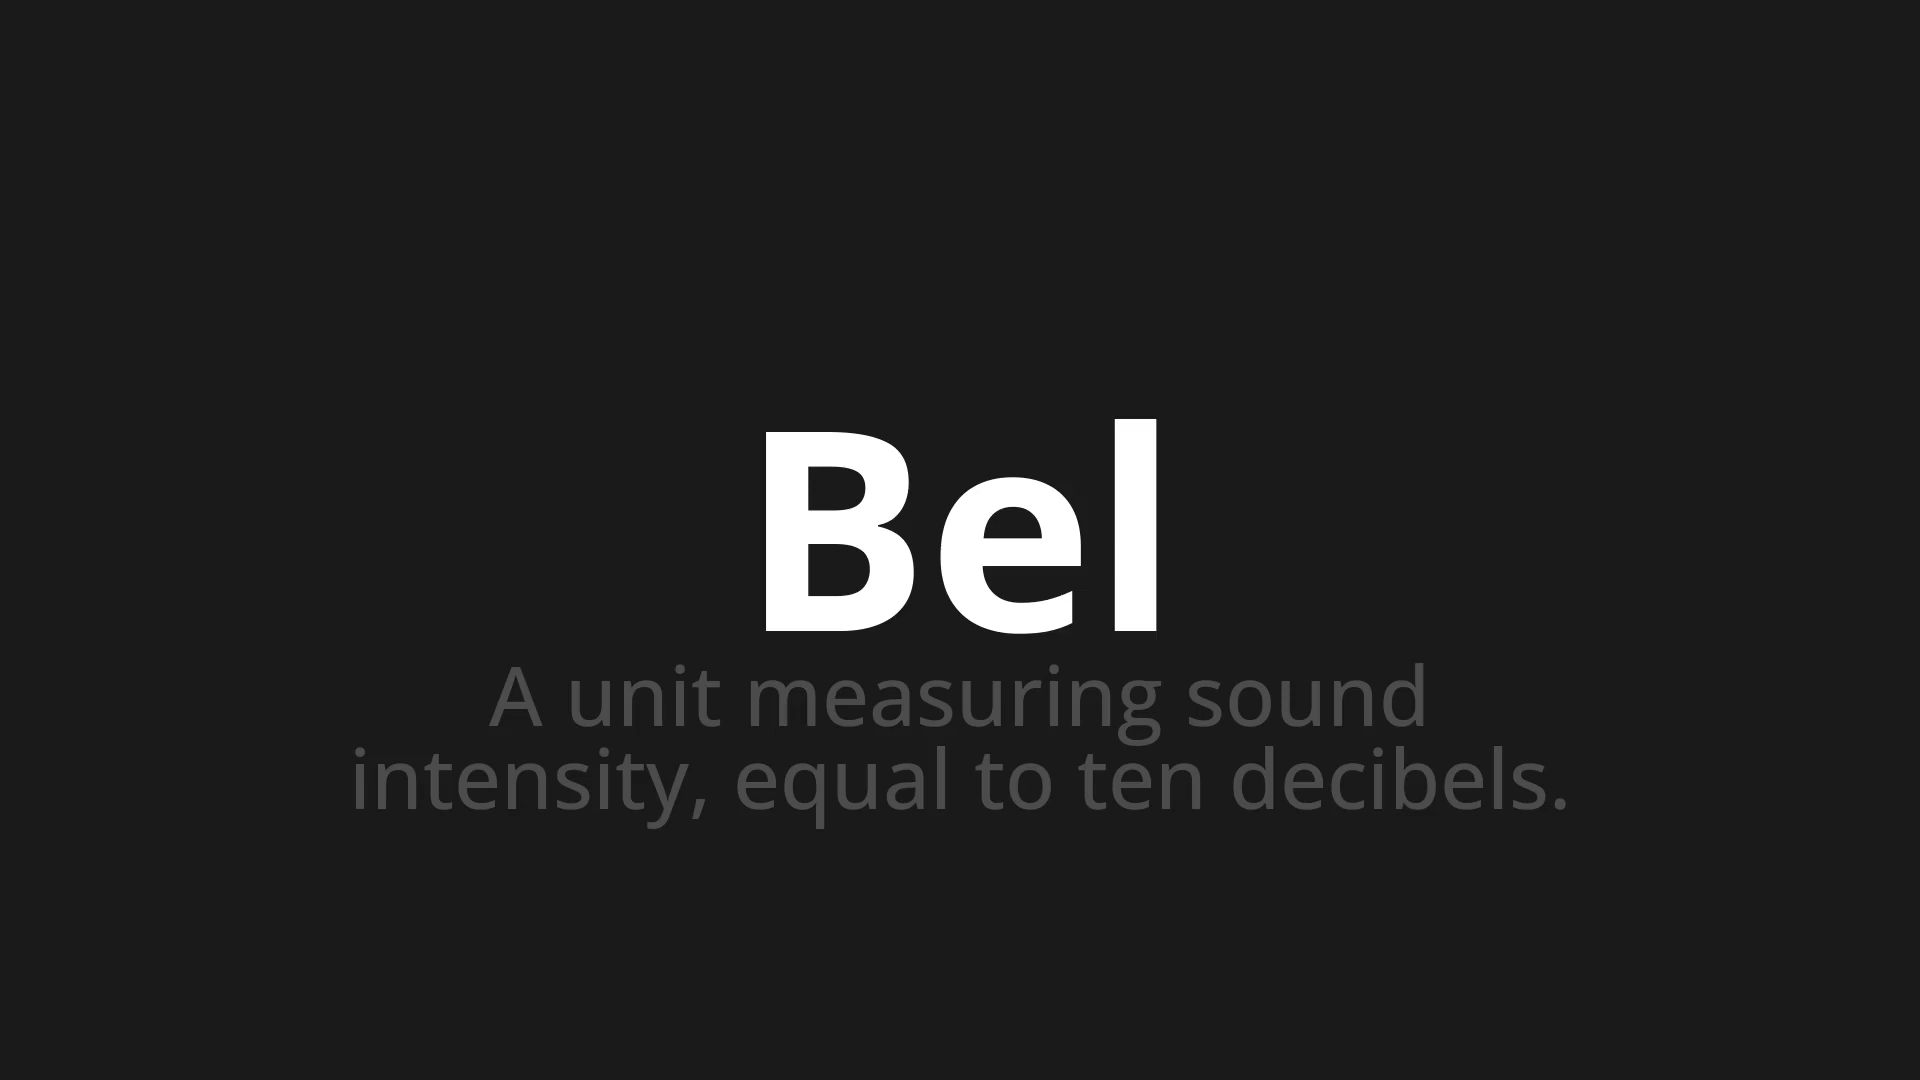 Bel
A unit measuring sound
intensity, equal to ten decibels.